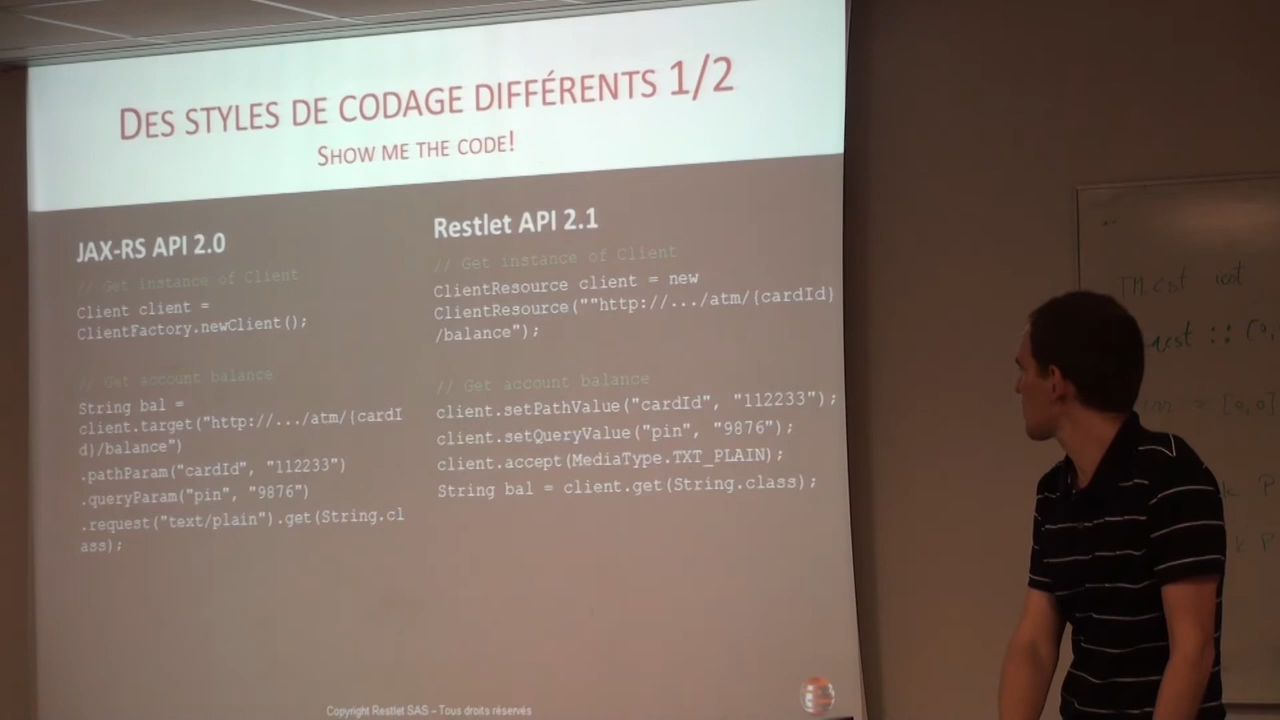 DES STYLES DE CODAGE DIFFÉRENTS 1/2
SHOW ME THE CODE!
JAX-RS API 2.0
// Get instance of Client
Client client =
ClientFactory.newClient();
// Get account balance
String bal =
client.target("http://.../atm/{cardI
d}/balance")
.pathParam("cardId", "112233")
.queryParam("pin", "9876")
.request("text/plain").get(String.cl
ass);
Restlet API 2.1
// Get instance of Client
ClientResource client = new
ClientResource(""http://.../atm/{cardId}
/balance");
// Get account balance
client.setPathValue("cardId", "112233");
client.setQueryValue("pin", "9876");
client.accept(MediaType.TXT_PLAIN);
String bal = client.get(String.class);
Copyright Restlet SAS – Tous droits réservés